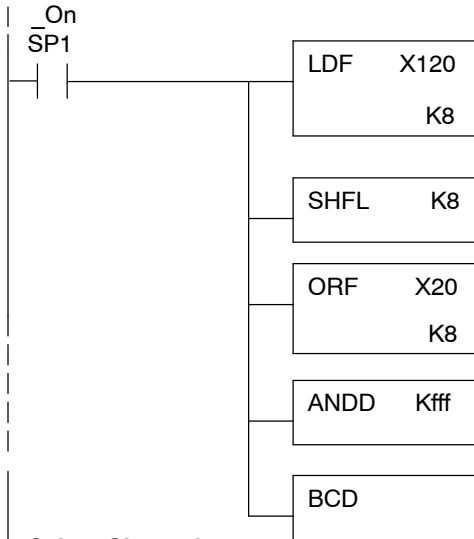 _On
SP1
LDF X120
K8
SHFL K8
ORF X20
K8
ANDD Kfff
BCD